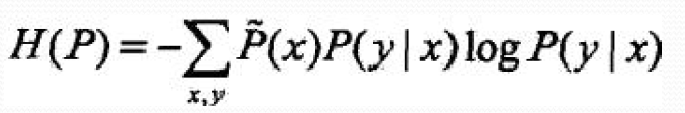 H(P) = -∑_{x,y} P̃(x)P(y|x) log P(y|x)